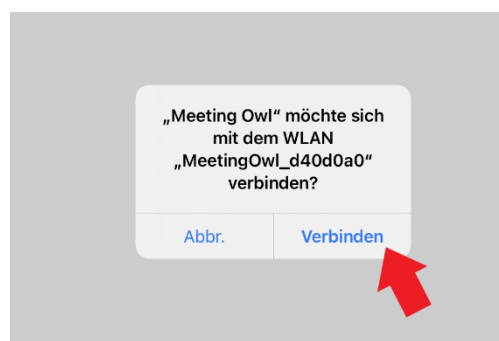 „Meeting Owl“ möchte sich
mit dem WLAN
„MeetingOwl_d40d0a0“
verbinden?
Abbr.
Verbinden